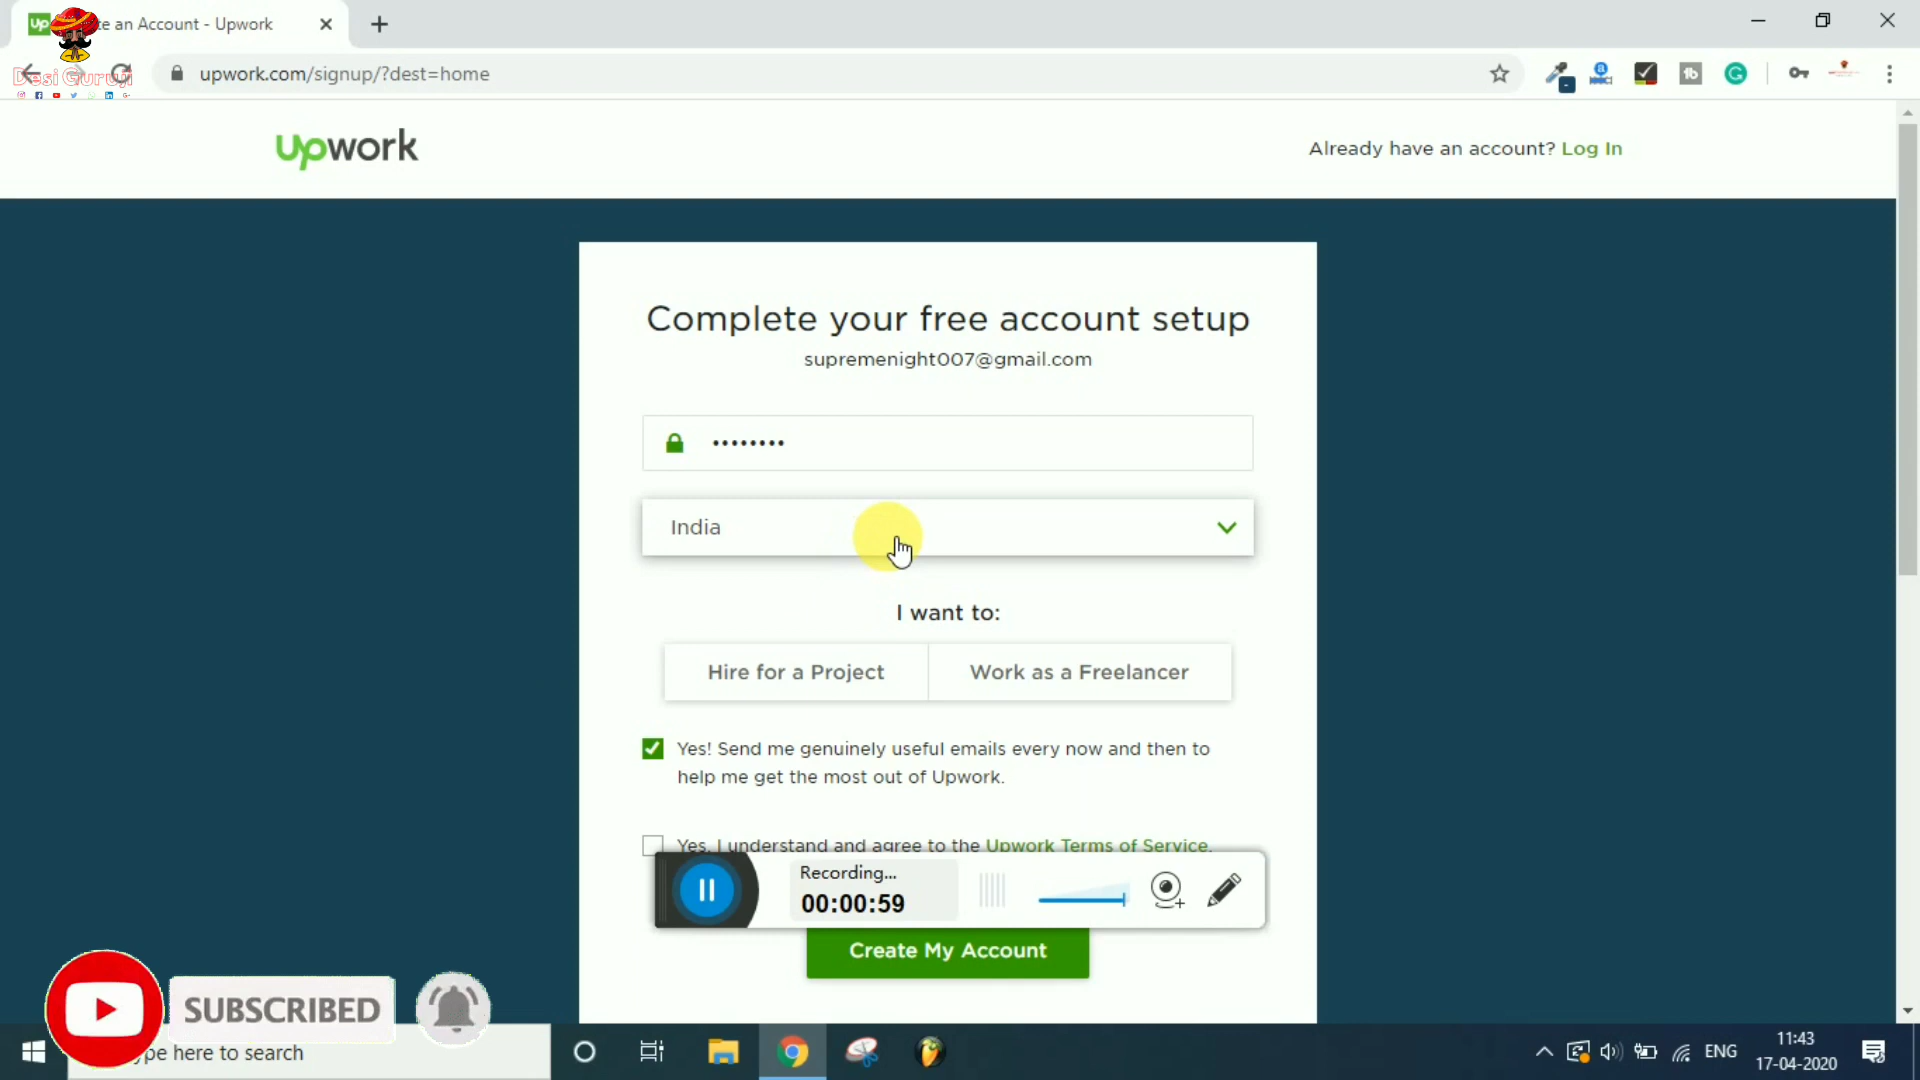 te an Account - Upwork
Desi Guruji
upwork.com/signup/?dest=home
upwork
Already have an account? Log In
Complete your free account setup
supremenight007@gmail.com
••••••••
India
I want to:
Hire for a Project
Work as a Freelancer
Yes! Send me genuinely useful emails every now and then to
help me get the most out of Upwork.
Yes, I understand and agree to the Upwork Terms of Service,
Recording...
00:00:59
Create My Account
SUBSCRIBED
ype here to search
ENG
11:43
17-04-2020